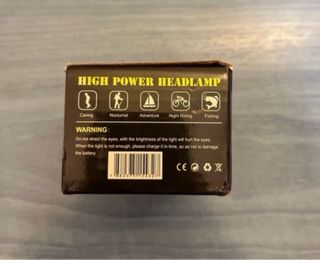 HIGH POWER HEADLAMP
Caving Nocturnal Adventure Night Riding Fishing
WARNING:
Do not direct the eyes, with the brightness of the light will hurt the eyes.
When the light is not enough, please charge it in time, so as not to damage
the battery
CE